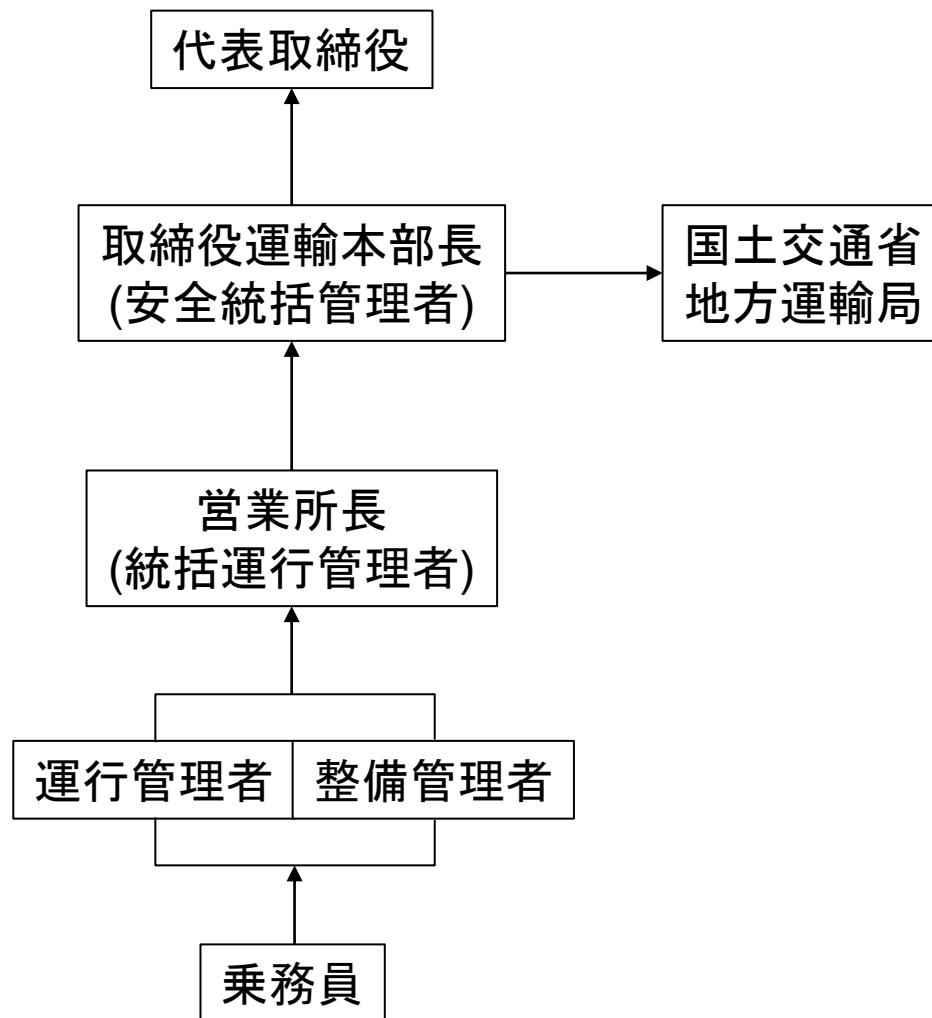 代表取締役
取締役運輸本部長
(安全統括管理者)
国土交通省
地方運輸局
営業所長
(統括運行管理者)
運行管理者
整備管理者
乗務員